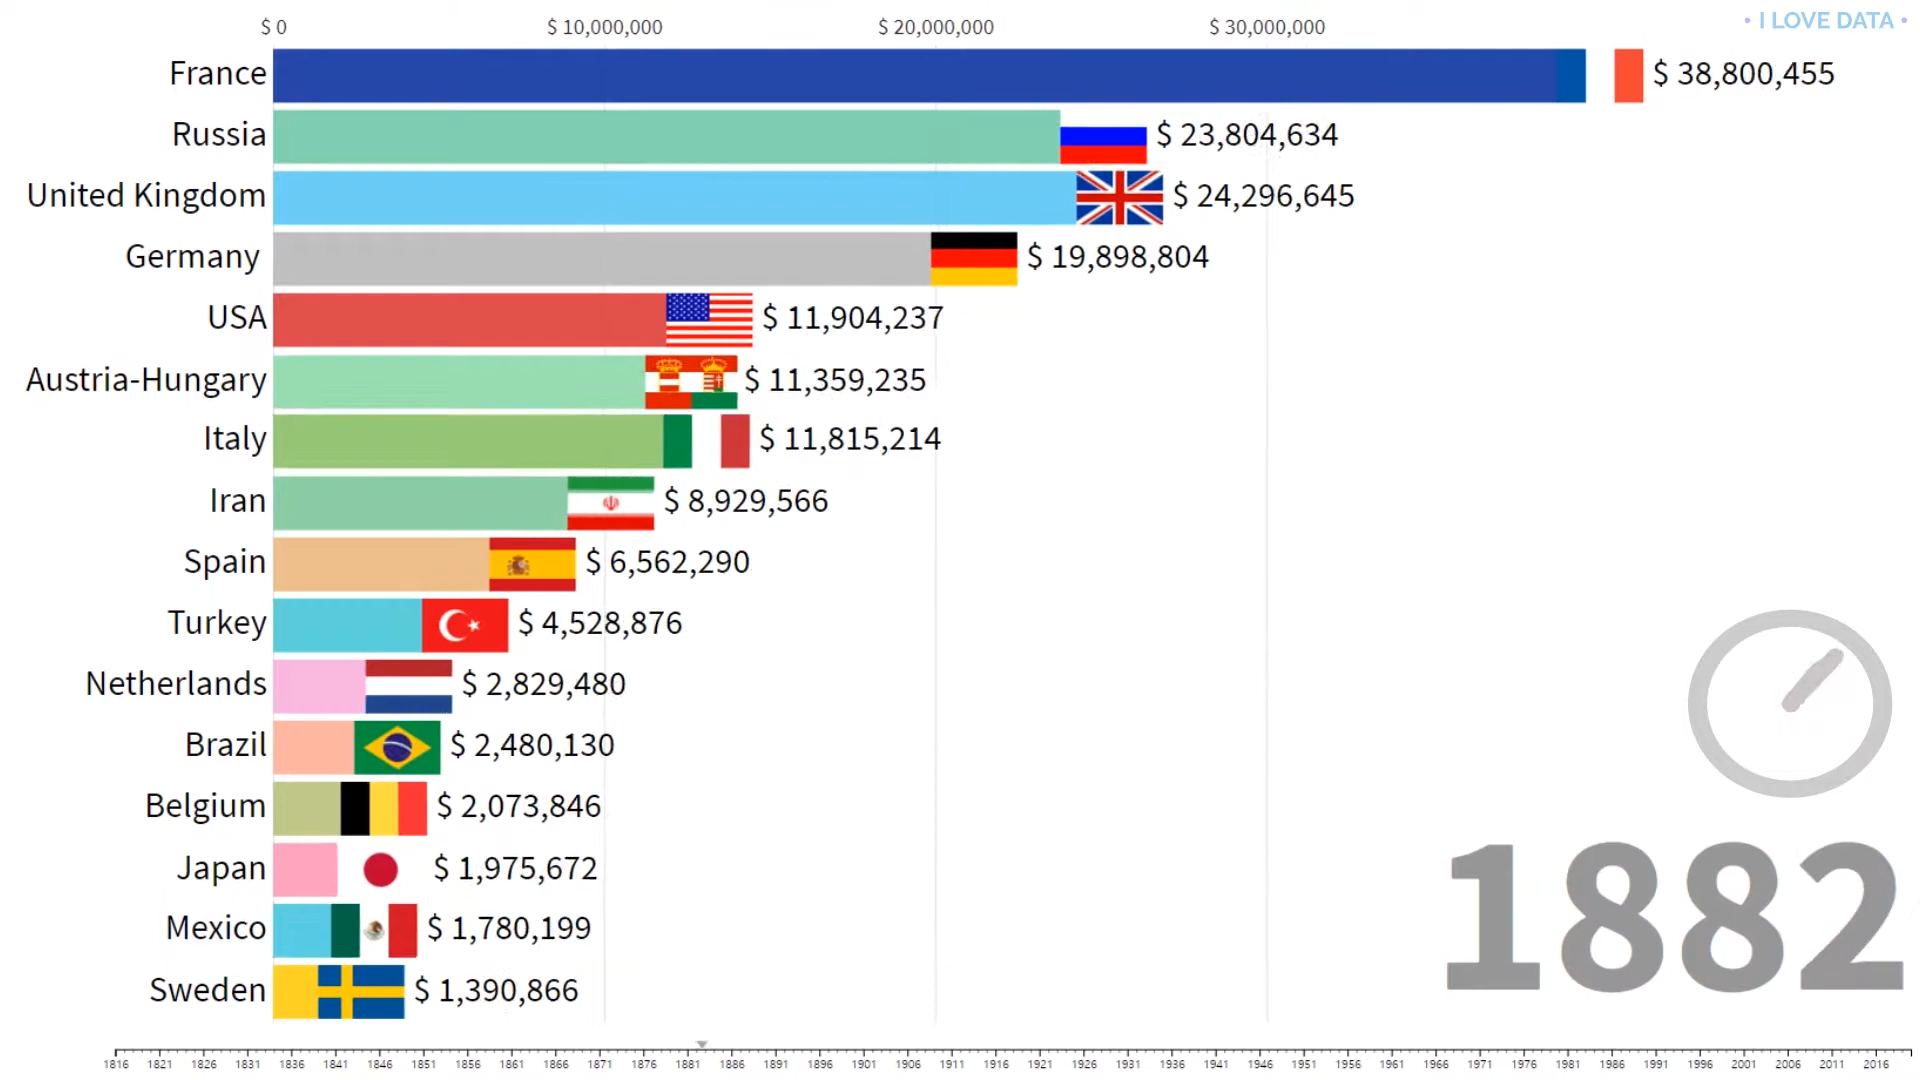 $ 0 $ 10,000,000 $ 20,000,000 $ 30,000,000
• I LOVE DATA •
France $ 38,800,455
Russia $ 23,804,634
United Kingdom $ 24,296,645
Germany $ 19,898,804
USA $ 11,904,237
Austria-Hungary $ 11,359,235
Italy $ 11,815,214
Iran $ 8,929,566
Spain $ 6,562,290
Turkey $ 4,528,876
Netherlands $ 2,829,480
Brazil $ 2,480,130
Belgium $ 2,073,846
Japan $ 1,975,672
Mexico $ 1,780,199
Sweden $ 1,390,866
1882
1816 1821 1826 1831 1836 1841 1846 1851 1856 1861 1866 1871 1876 1881 1886 1891 1896 1901 1906 1911 1916 1921 1926 1931 1936 1941 1946 1951 1956 1961 1966 1971 1976 1981 1986 1991 1996 2001 2006 2011 2016